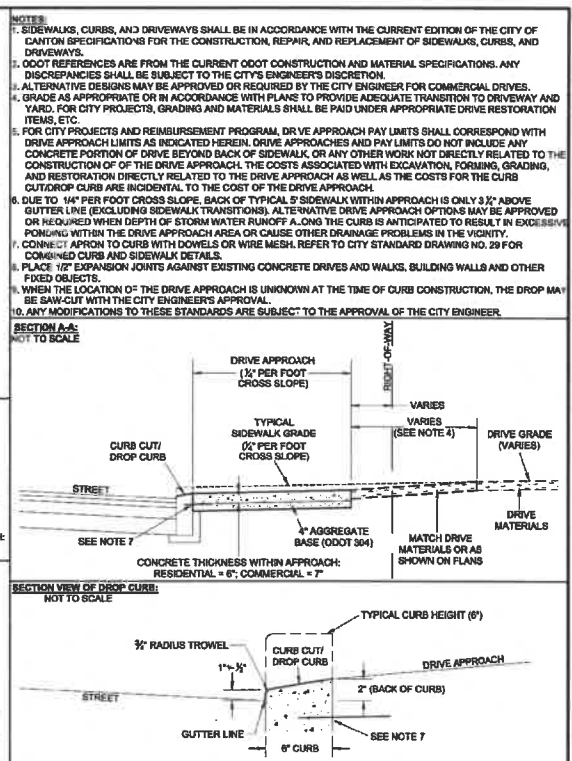 NOTES:
1. SIDEWALKS, CURBS, AND DRIVEWAYS SHALL BE IN ACCORDANCE WITH THE CURRENT EDITION OF THE CITY OF
CANTON SPECIFICATIONS FOR THE CONSTRUCTION, REPAIR, AND REPLACEMENT OF SIDEWALKS, CURBS, AND
DRIVEWAYS.
2. ODOT REFERENCES ARE FROM THE CURRENT ODOT CONSTRUCTION AND MATERIAL SPECIFICATIONS. ANY
DISCREPANCIES SHALL BE SUBJECT TO THE CITY'S ENGINEER'S DISCRETION.
3. ALTERNATIVE DESIGNS MAY BE APPROVED OR REQUIRED BY THE CITY ENGINEER FOR COMMERCIAL DRIVES.
4. GRADE AS APPROPRIATE OR IN ACCORDANCE WITH PLANS TO PROVIDE ADEQUATE TRANSITION TO DRIVEWAY AND
YARD. FOR CITY PROJECTS, GRADING AND MATERIALS SHALL BE PAID UNDER APPROPRIATE DRIVE RESTORATION
ITEMS, ETC.
5. FOR CITY PROJECTS AND REIMBURSEMENT PROGRAM, DRIVE APPROACH PAY LIMITS SHALL CORRESPOND WITH
DRIVE APPROACH LIMITS AS INDICATED HEREIN. DRIVE APPROACHES AND PAY LIMITS DO NOT INCLUDE ANY
CONCRETE PORTION OF DRIVE BEYOND BACK OF SIDEWALK, OR ANY OTHER WORK NOT DIRECTLY RELATED TO THE
CONSTRUCTION OF OF THE DRIVE APPROACH. THE COSTS ASSOCIATED WITH EXCAVATION, FORMING, GRADING,
AND RESTORATION DIRECTLY RELATED TO THE DRIVE APPROACH AS WELL AS THE COSTS FOR THE CURB
CUT/DROP CURB ARE INCIDENTAL TO THE COST OF THE DRIVE APPROACH.
6. DUE TO 1/4" PER FOOT CROSS SLOPE, BACK OF TYPICAL 5' SIDEWALK WITHIN APPROACH IS ONLY 3½" ABOVE
GUTTER LINE (EXCLUDING SIDEWALK TRANSITIONS). ALTERNATIVE DRIVE APPROACH OPTIONS MAY BE APPROVED
OR REQUIRED WHEN DEPTH OF STORM WATER RUNOFF ALONG THE CURB IS ANTICIPATED TO RESULT IN EXCESSIVE
PONDING WITHIN THE DRIVE APPROACH AREA OR CAUSE OTHER DRAINAGE PROBLEMS IN THE VICINITY.
7. CONNECT APRON TO CURB WITH DOWELS OR WIRE MESH. REFER TO CITY STANDARD DRAWING NO. 29 FOR
COMBINED CURB AND SIDEWALK DETAILS.
8. PLACE 1/2" EXPANSION JOINTS AGAINST EXISTING CONCRETE DRIVES AND WALKS, BUILDING WALLS AND OTHER
FIXED OBJECTS.
9. WHEN THE LOCATION OF THE DRIVE APPROACH IS UNKNOWN AT THE TIME OF CURB CONSTRUCTION, THE DROP MAY
BE SAW-CUT WITH THE CITY ENGINEER'S APPROVAL.
10. ANY MODIFICATIONS TO THESE STANDARDS ARE SUBJECT TO THE APPROVAL OF THE CITY ENGINEER.
SECTION A-A:
NOT TO SCALE
DRIVE APPROACH
(¼" PER FOOT
CROSS SLOPE)
RIGHT-OF-WAY
VARIES
TYPICAL
SIDEWALK GRADE
(¼" PER FOOT
CROSS SLOPE)
VARIES
(SEE NOTE 4)
DRIVE GRADE
(VARIES)
CURB CUT/
DROP CURB
STREET
SEE NOTE 7
4" AGGREGATE
BASE (ODOT 304)
MATCH DRIVE
MATERIALS OR AS
SHOWN ON PLANS
DRIVE
MATERIALS
CONCRETE THICKNESS WITHIN APPROACH:
RESIDENTIAL = 6"; COMMERCIAL = 7"
SECTION VIEW OF DROP CURB:
NOT TO SCALE
TYPICAL CURB HEIGHT (6")
RADIUS TROWEL
CURB CUT/
DROP CURB
DRIVE APPROACH
STREET
2" (BACK OF CURB)
GUTTER LINE
SEE NOTE 7
6" CURB